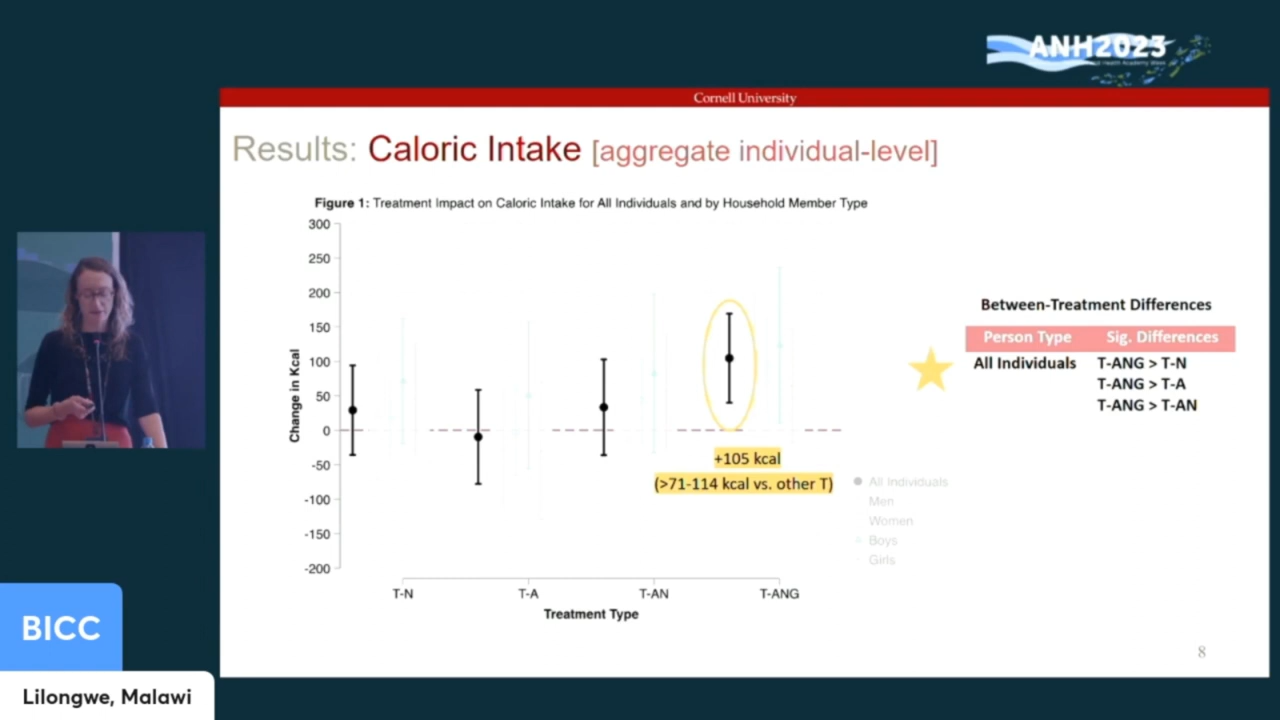 ANH2023
Cornell University
Results: Caloric Intake [aggregate individual-level]
Figure 1: Treatment Impact on Caloric Intake for All Individuals and by Household Member Type
300
250
200
150
100
50
0
-50
-100
-150
-200
Change in Kcal
+105 kcal
(>71-114 kcal vs. other T)
All Individuals
Men
Women
Boys
Girls
T-N T-A T-AN T-ANG
Treatment Type
Between-Treatment Differences
Person Type Sig. Differences
All Individuals T-ANG > T-N
T-ANG > T-A
T-ANG > T-AN
8
BICC
Lilongwe, Malawi